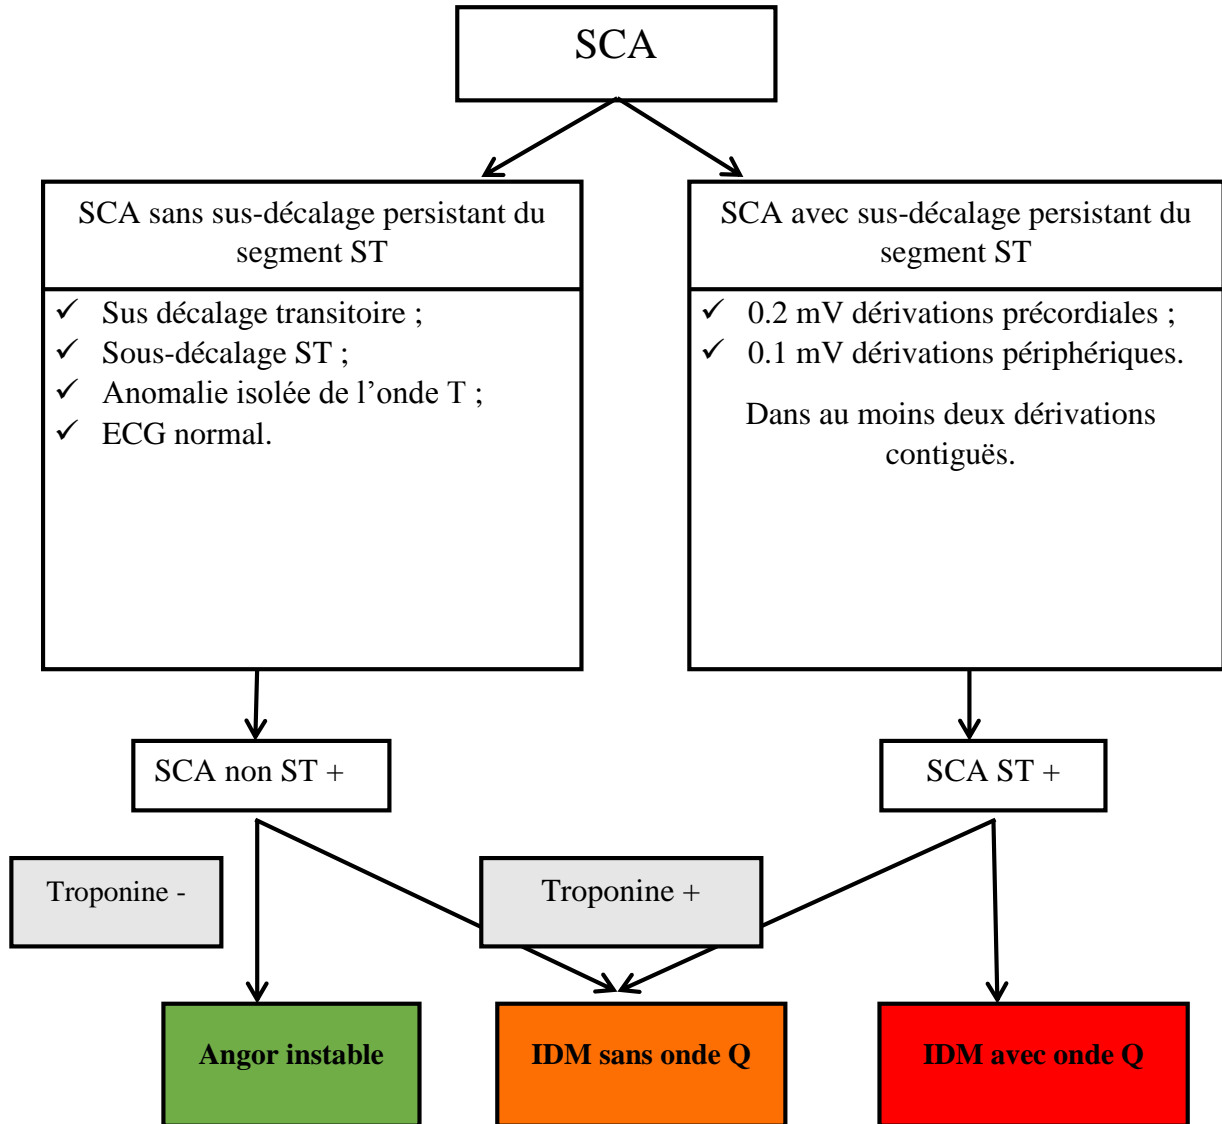 SCA
SCA sans sus-décalage persistant du
segment ST
✓ Sus décalage transitoire ;
✓ Sous-décalage ST ;
✓ Anomalie isolée de l’onde T ;
✓ ECG normal.
SCA avec sus-décalage persistant du
segment ST
✓ 0.2 mV dérivations précordiales ;
✓ 0.1 mV dérivations périphériques.
Dans au moins deux dérivations
contiguës.
SCA non ST +
SCA ST +
Troponine -
Troponine +
Angor instable
IDM sans onde Q
IDM avec onde Q